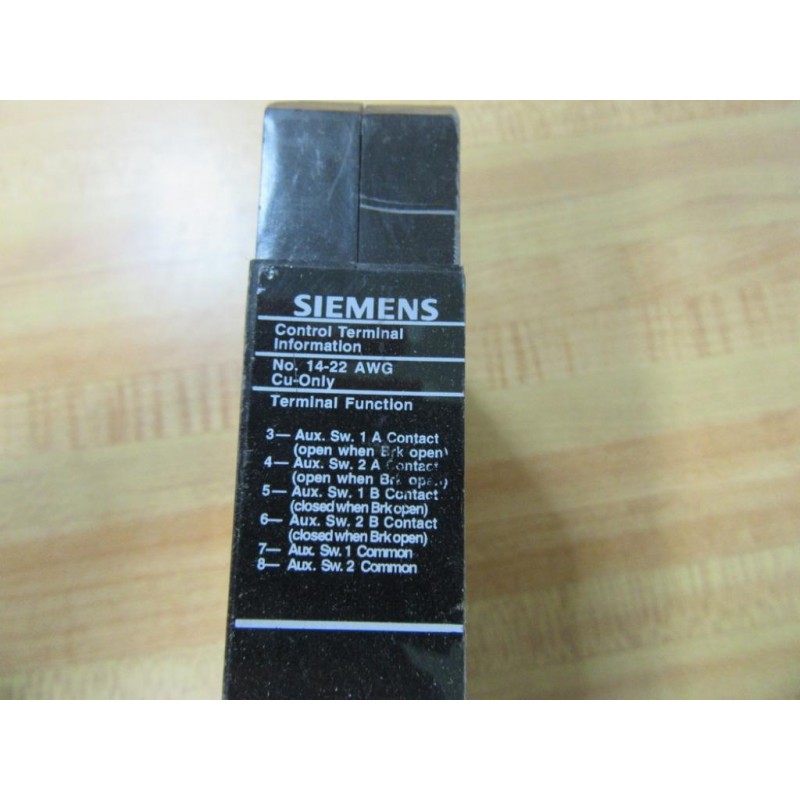 SIEMENS
Control Terminal
Information
No. 14-22 AWG
Cu-Only
Terminal Function
3— Aux. Sw. 1 A Contact
(open when Brk open)
4— Aux. Sw. 2 A Contact
(open when Brk open)
5— Aux. Sw. 1 B Contact
(closed when Brk open)
6— Aux. Sw. 2 B Contact
(closed when Brk open)
7— Aux. Sw. 1 Common
8— Aux. Sw. 2 Common